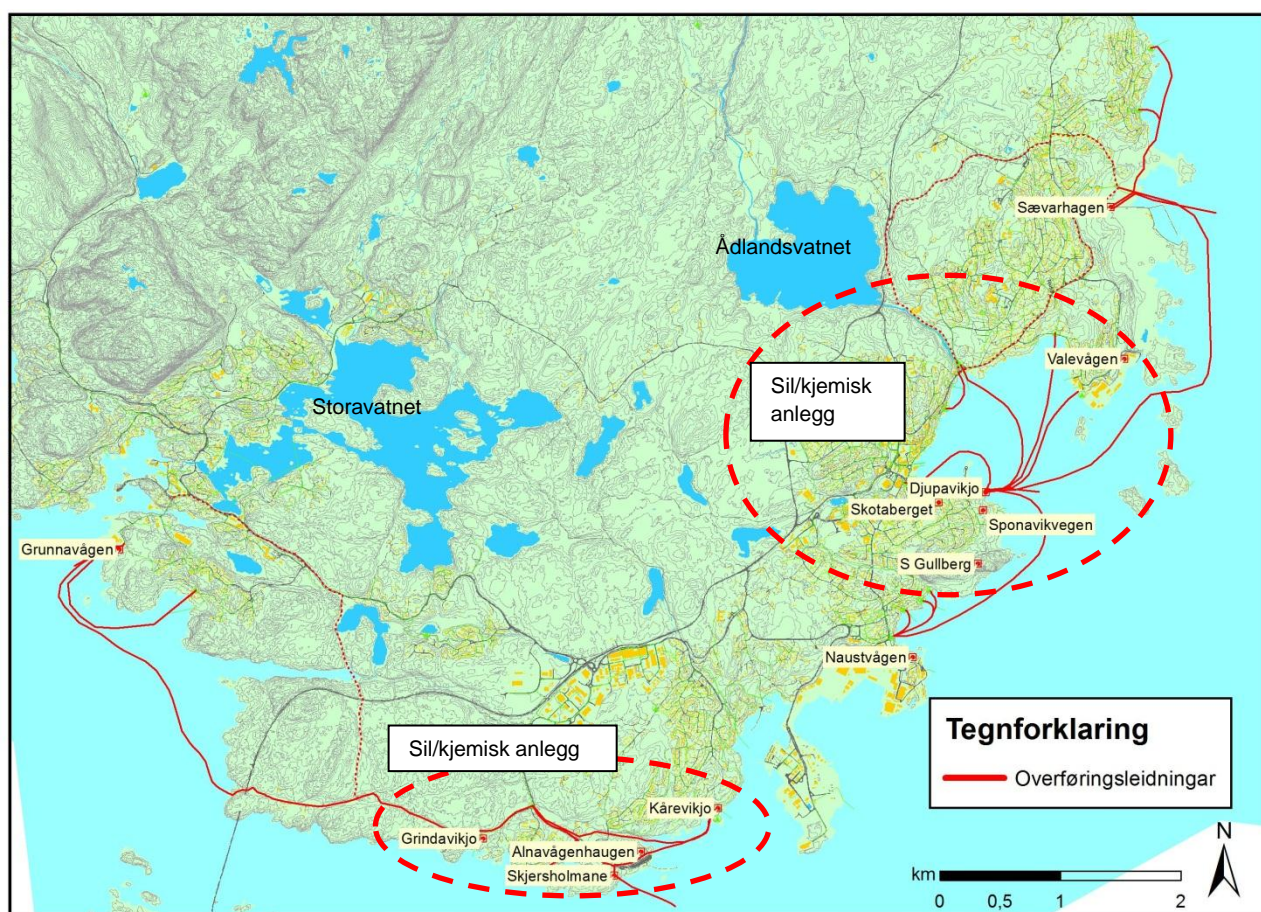 Sævarhagen
Ådlandsvatnet
Valevågen
Sil/kjemisk
anlegg
Storavatnet
Djupavikjo
Skotaberget
Sponavikvegen
Grunnavågen
S Gullberg
Naustvågen
Tegnforklaring
Overføringsleidningar
Sil/kjemisk anlegg
Kårevikjo
Grindavikjo
Alnavågenhaugen
Skjersholmane
N
km
0 0,5 1 2